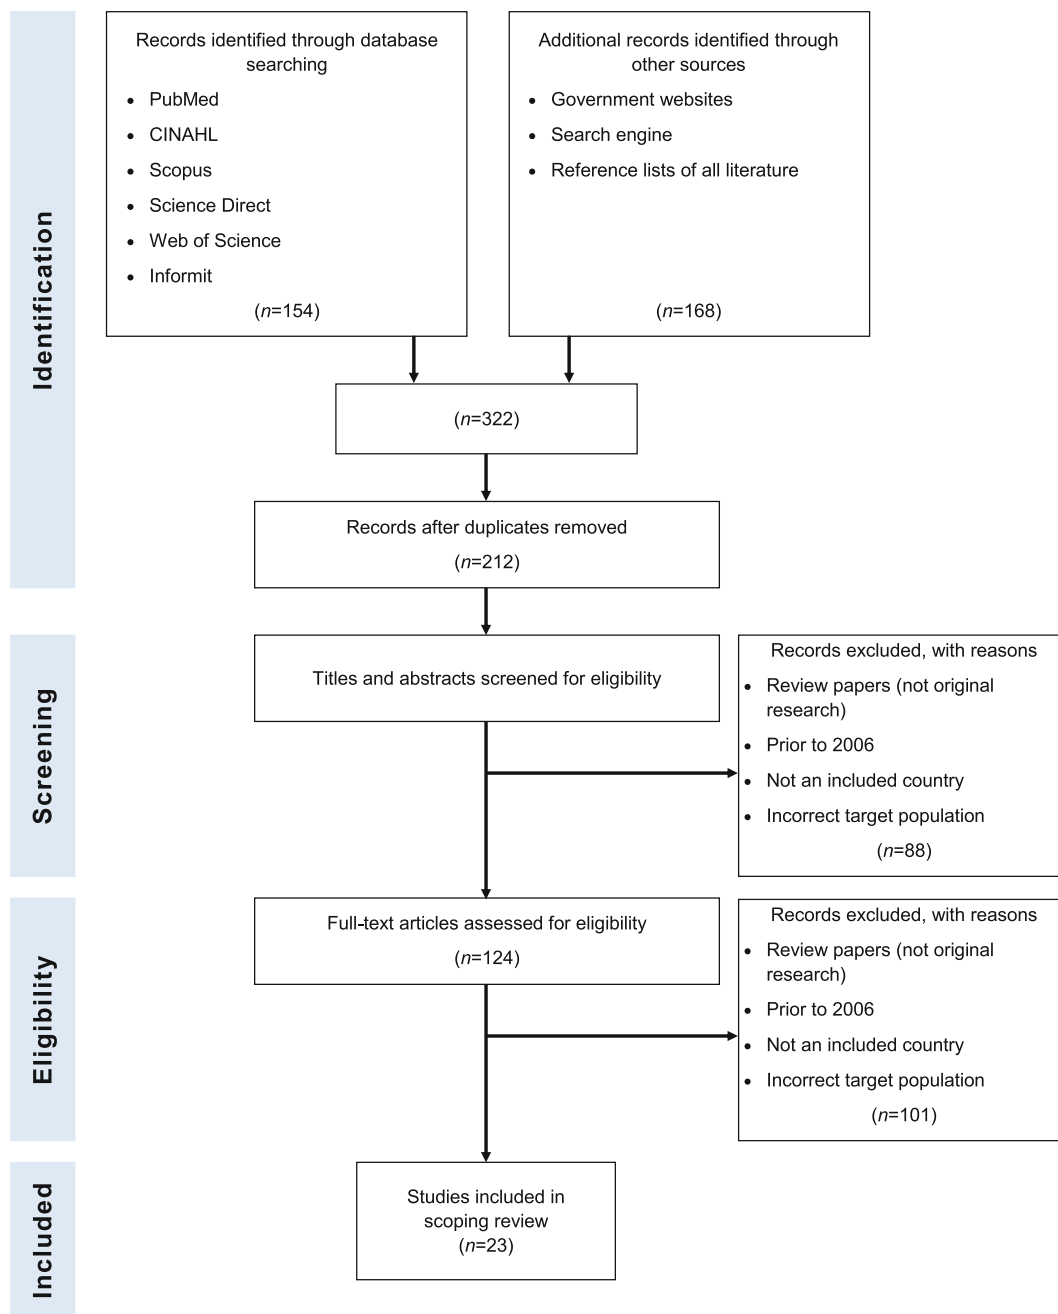 Identification
Records identified through database
searching
• PubMed
• CINAHL
• Scopus
• Science Direct
• Web of Science
• Informit
(n=154)
Additional records identified through
other sources
• Government websites
• Search engine
• Reference lists of all literature
(n=168)
(n=322)
Records after duplicates removed
(n=212)
Screening
Titles and abstracts screened for eligibility
Records excluded, with reasons
• Review papers (not original
research)
• Prior to 2006
• Not an included country
• Incorrect target population
(n=88)
Eligibility
Full-text articles assessed for eligibility
(n=124)
Records excluded, with reasons
• Review papers (not original
research)
• Prior to 2006
• Not an included country
• Incorrect target population
(n=101)
Included
Studies included in
scoping review
(n=23)